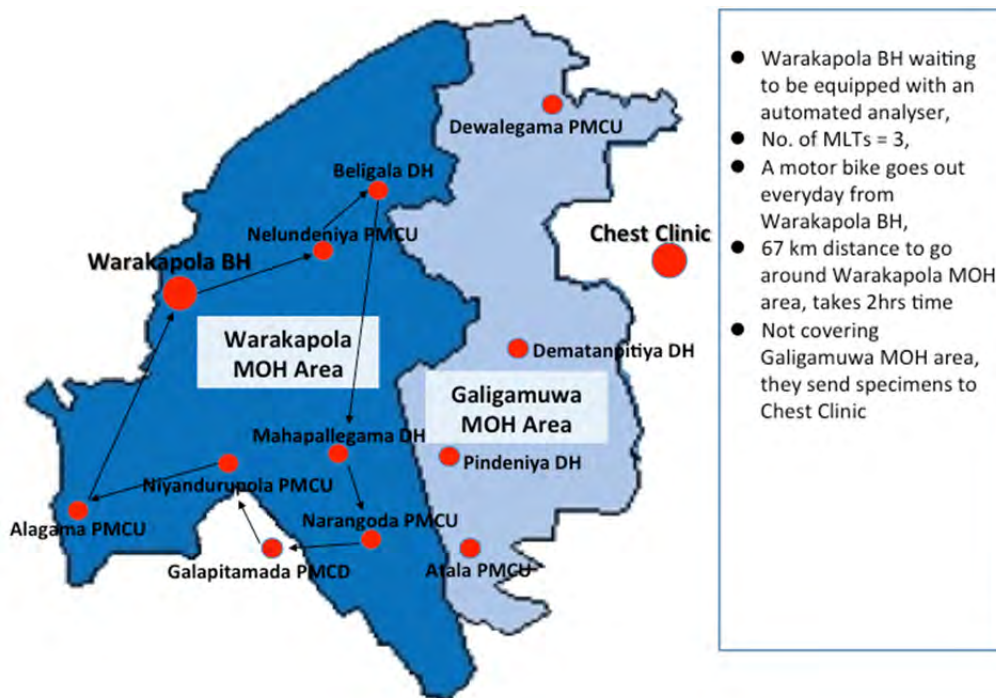 Dewalegama PMCU
Beligala DH
Nelundeniya PMCU
Chest Clinic
Warakapola BH
Warakapola
MOH Area
Dematanpitiya DH
Galigamuwa
MOH Area
Mahapallegama DH
Pindeniya DH
Niyandurupola PMCU
Narangoda PMCU
Alagama PMCU
Galapitamada PMCD
Atala PMCU
● Warakapola BH waiting
to be equipped with an
automated analyser,
● No. of MLTs = 3,
● A motor bike goes out
everyday from
Warakapola BH,
● 67 km distance to go
around Warakapola MOH
area, takes 2hrs time
● Not covering
Galigamuwa MOH area,
they send specimens to
Chest Clinic